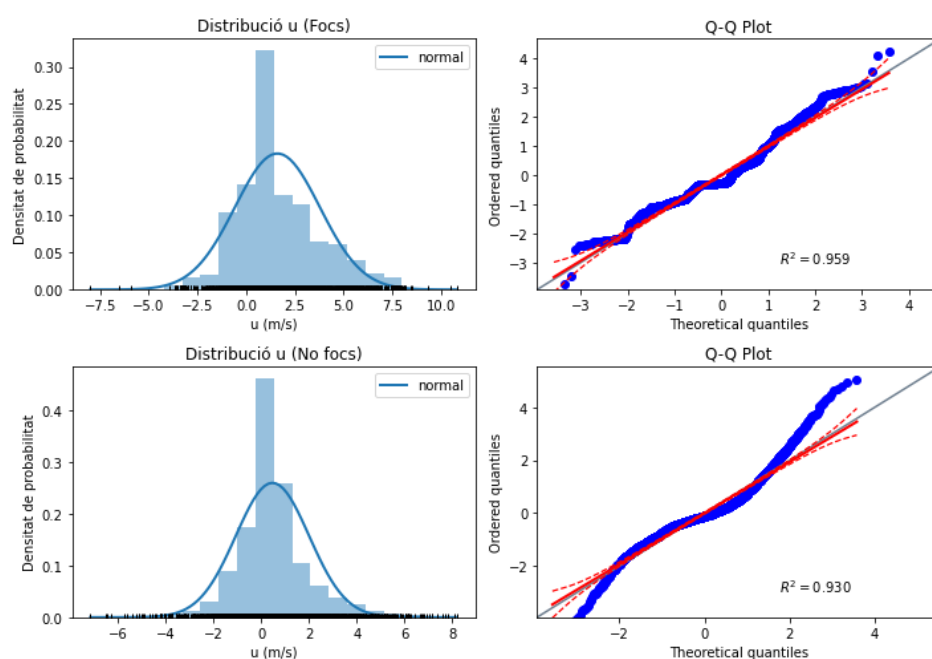 Distribució u (Focs)
normal
Densitat de probabilitat
0.30
0.25
0.20
0.15
0.10
0.05
0.00
−7.5 −5.0 −2.5 0.0 2.5 5.0 7.5 10.0
u (m/s)
Q-Q Plot
Ordered quantiles
4
3
2
1
0
−1
−2
−3
R² = 0.959
−3 −2 −1 0 1 2 3 4
Theoretical quantiles
Distribució u (No focs)
normal
Densitat de probabilitat
0.4
0.3
0.2
0.1
0.0
−6 −4 −2 0 2 4 6 8
u (m/s)
Q-Q Plot
Ordered quantiles
4
2
0
−2
R² = 0.930
−2 0 2 4
Theoretical quantiles